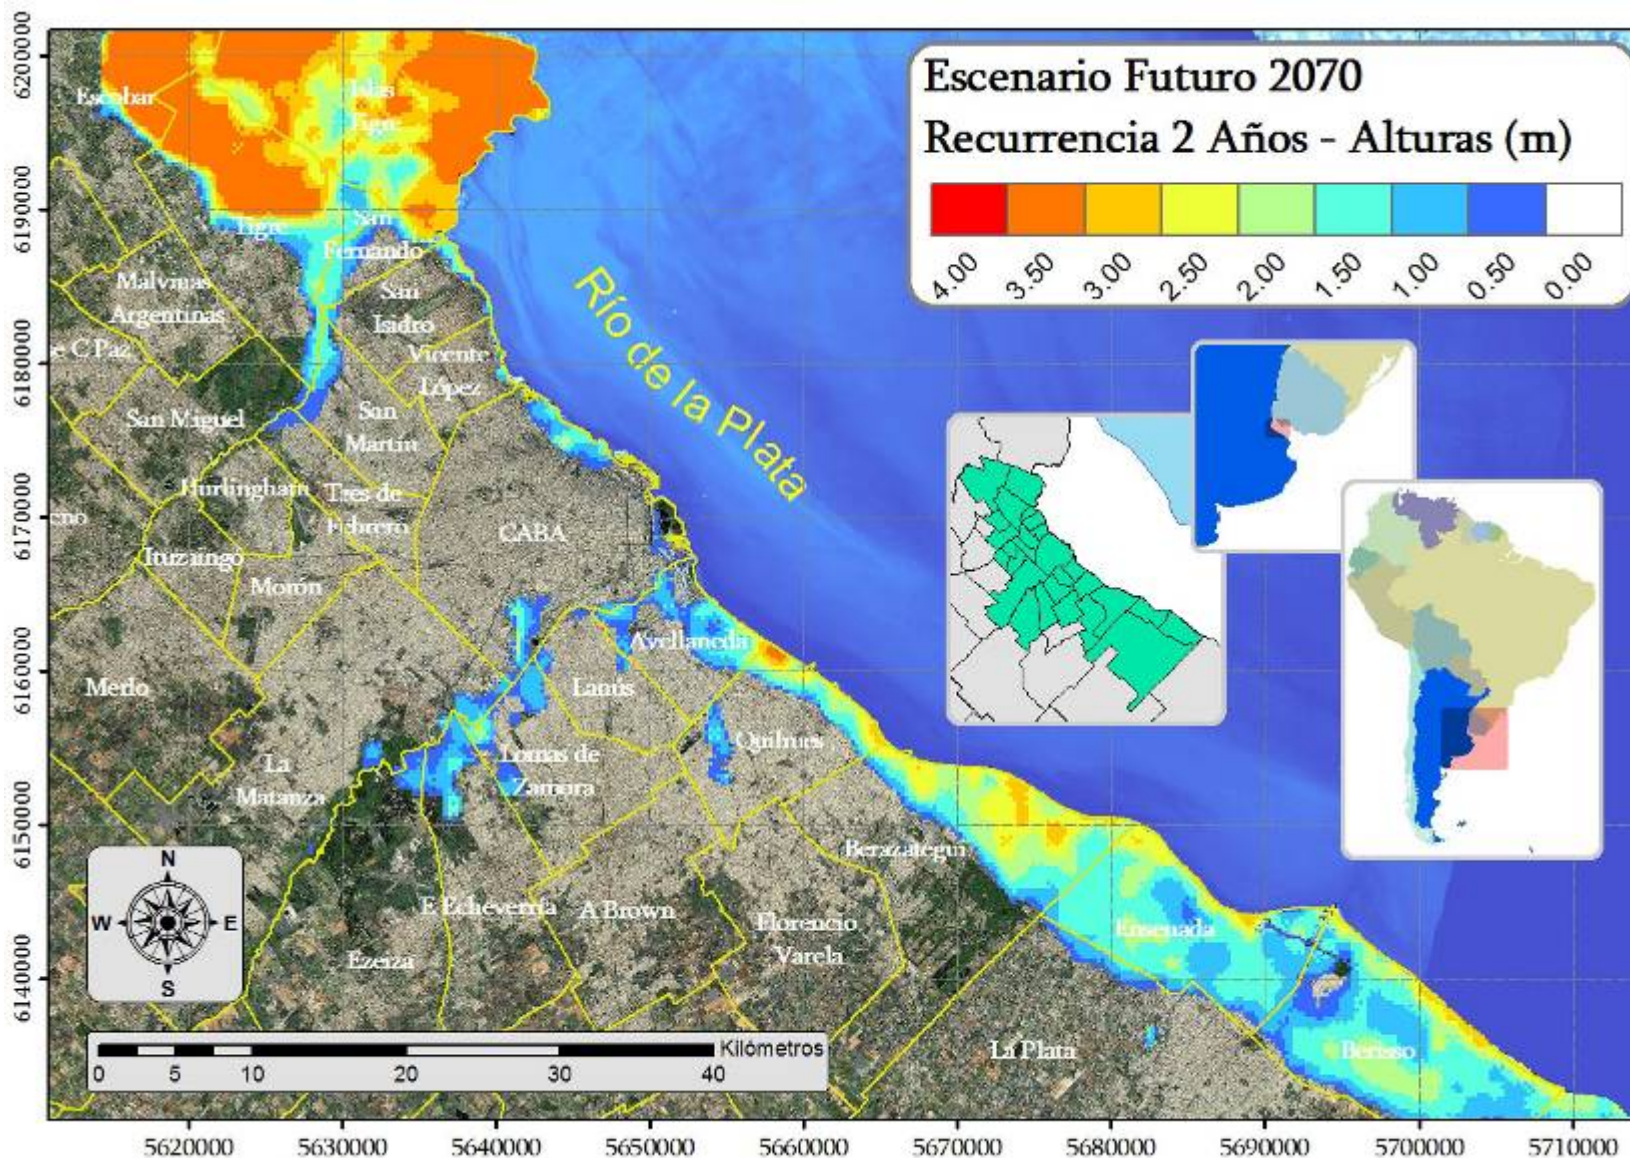 Escenario Futuro 2070
Recurrencia 2 Años - Alturas (m)
4.00
3.50
3.00
2.50
2.00
1.50
1.00
0.50
0.00
Río de la Plata
Escobar
Islas
Tigre
Tigre
San
Fernando
Malvinas
Argentinas
San
Isidro
e C Paz
Vicente
López
San Miguel
San
Martín
Hurlingham
Tres de
Febrero
eno
CABA
Ituzaingó
Morón
Avellaneda
Merlo
Lanús
Quilmes
Lomas de
Zamora
La
Matanza
Berazategui
E Echeverría
A Brown
Florencio
Varela
Ezeiza
Ensenada
La Plata
Berisso
N
W
E
S
Kilómetros
0
5
10
20
30
40
6200000
6190000
6180000
6170000
6160000
6150000
6140000
5620000
5630000
5640000
5650000
5660000
5670000
5680000
5690000
5700000
5710000